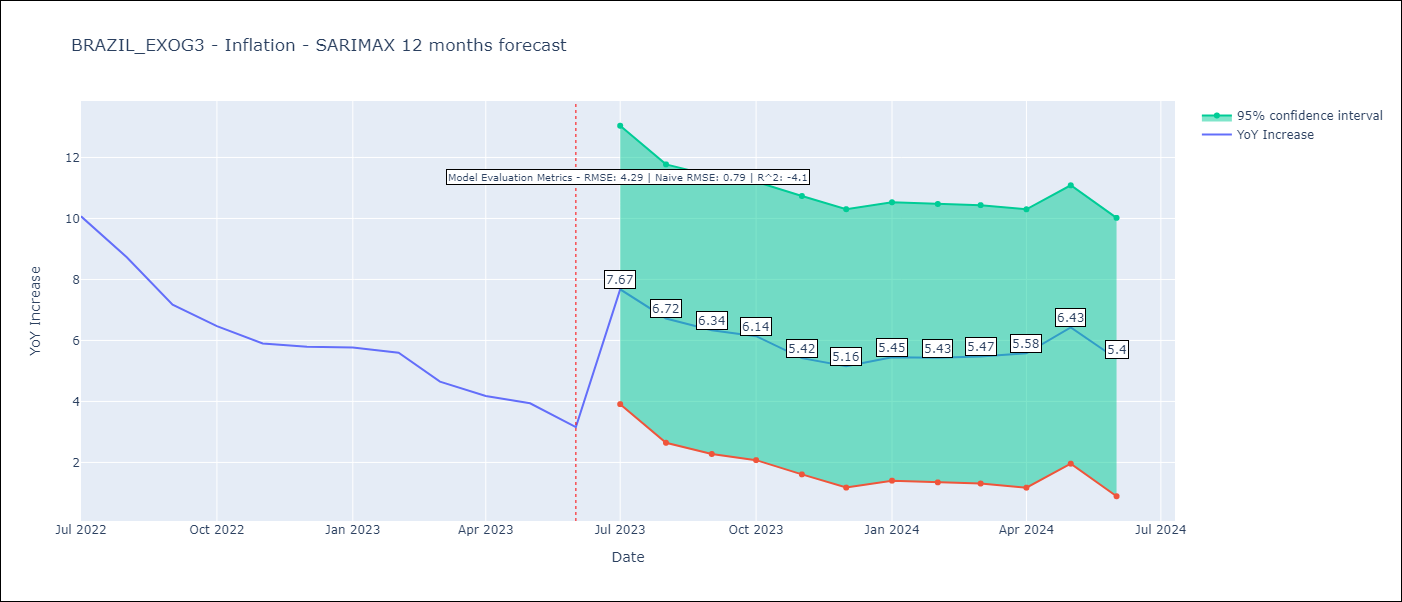 BRAZIL_EXOG3 - Inflation - SARIMAX 12 months forecast
95% confidence interval
YoY Increase
Model Evaluation Metrics - RMSE: 4.29 | Naive RMSE: 0.79 | R^2: -4.1
12
10
8
6
4
2
YoY Increase
7.67
6.72
6.34
6.14
5.42
5.16
5.45
5.43
5.47
5.58
6.43
5.4
Jul 2022
Oct 2022
Jan 2023
Apr 2023
Jul 2023
Oct 2023
Jan 2024
Apr 2024
Jul 2024
Date